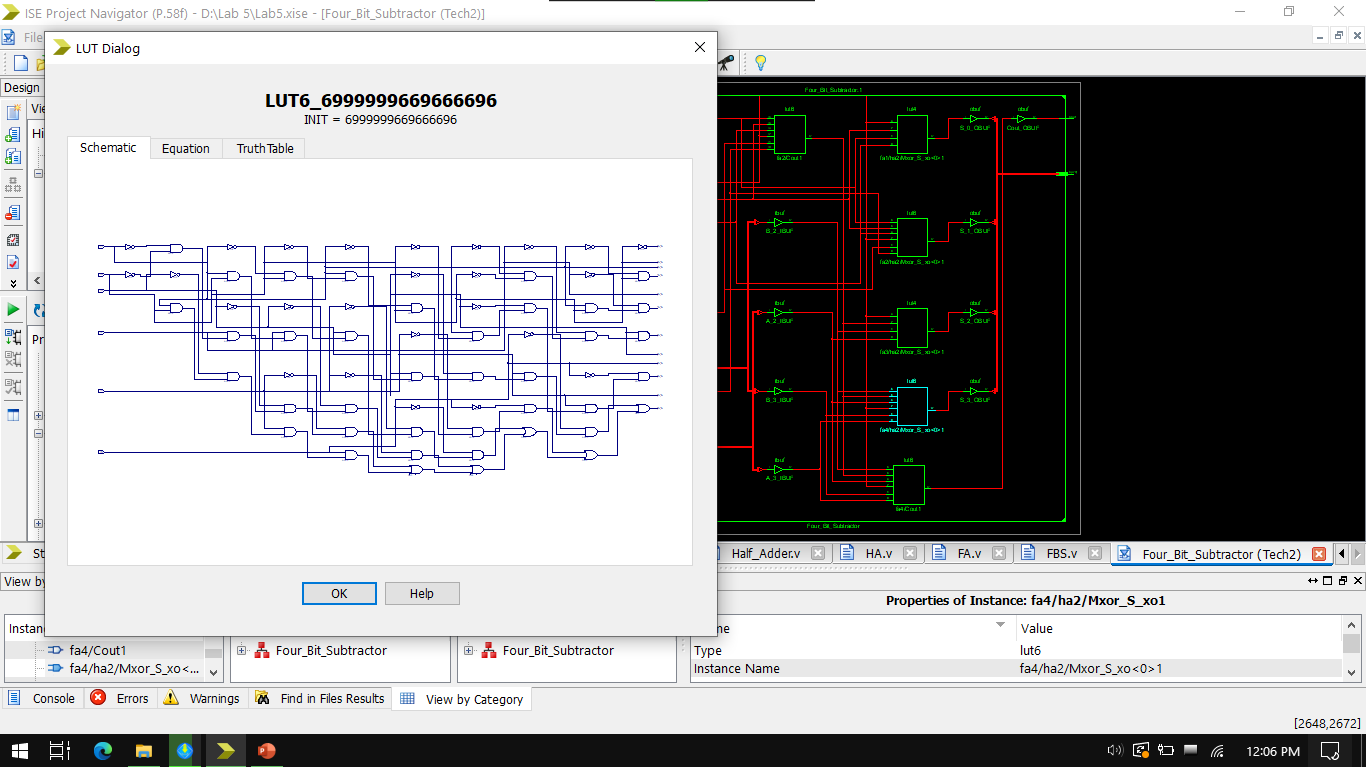 ISE Project Navigator (P.58f) - D:\Lab 5\Lab5.xise - [Four_Bit_Subtractor (Tech2)]
File
LUT Dialog
Design
Vie
Hi
LUT6_6999999669666696
INIT = 6999999669666696
Schematic
Equation
TruthTable
Pr
Four_Bit_Subtractor:1
lut6
fa2/Cout1
lut4
fa1/ha2/Mxor_S_xo<0>1
obuf
S_0_OBUF
obuf
Cout_OBUF
ibuf
B_2_IBUF
lut6
fa2/ha2/Mxor_S_xo<0>1
obuf
S_1_OBUF
ibuf
A_2_IBUF
lut4
fa3/ha2/Mxor_S_xo<0>1
obuf
S_2_OBUF
ibuf
B_3_IBUF
lut6
fa4/ha2/Mxor_S_xo<0>1
obuf
S_3_OBUF
ibuf
A_3_IBUF
lut6
fa4/Cout1
Four_Bit_Subtractor
OK
Help
St
Half_Adder.v
HA.v
FA.v
FBS.v
Four_Bit_Subtractor (Tech2)
View by
Properties of Instance: fa4/ha2/Mxor_S_xo1
Instanc
me
Value
fa4/Cout1
Four_Bit_Subtractor
Four_Bit_Subtractor
Type
lut6
fa4/ha2/Mxor_S_xo<...
Instance Name
fa4/ha2/Mxor_S_xo<0>1
Console
Errors
Warnings
Find in Files Results
View by Category
[2648,2672]
12:06 PM